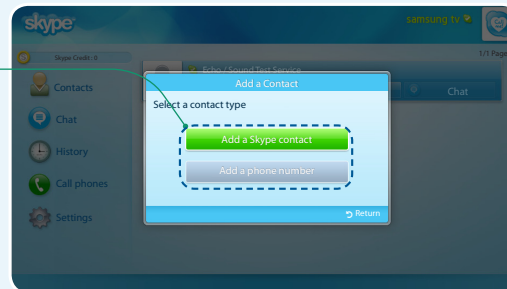 skype
samsung tv
Skype Credit : 0
1/1 Page
Echo / Sound Test Service
Contacts
Chat
History
Call phones
Settings
Chat
Add a Contact
Select a contact type
Add a Skype contact
Add a phone number
Return